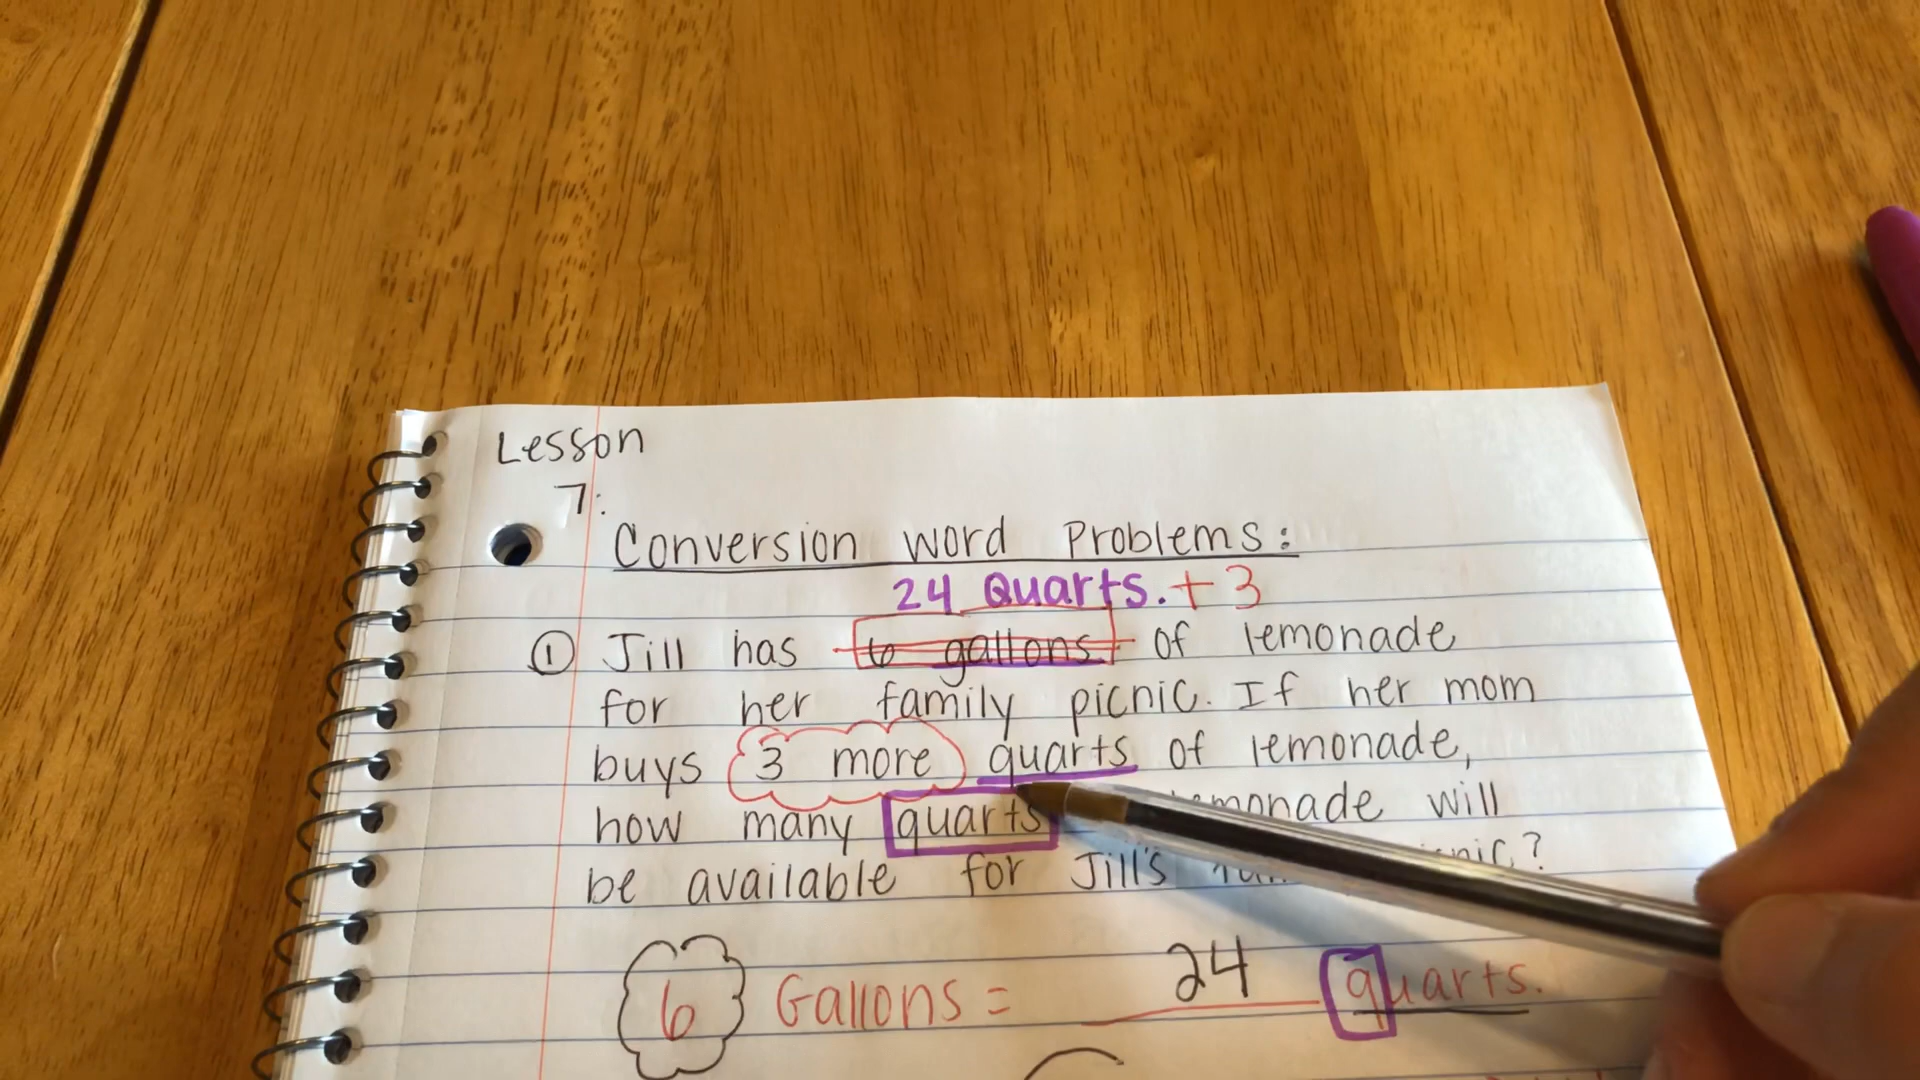 Lesson
7:
Conversion word Problems:
24 Quarts. + 3
① Jill has 6 gallons of lemonade
for her family picnic. If her mom
buys 3 more quarts of lemonade,
how many quarts lemonade will
be available for Jill's picnic?
6 Gallons = 24 quarts.